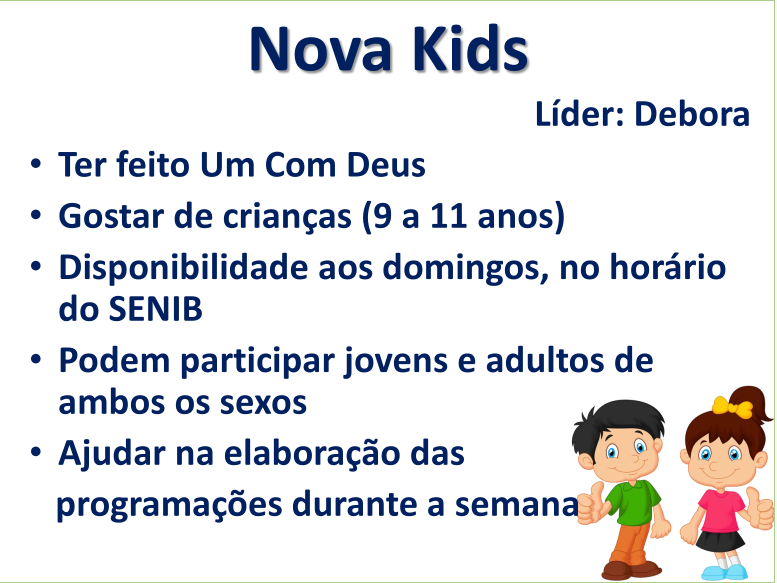 Nova Kids
Líder: Debora
• Ter feito Um Com Deus
• Gostar de crianças (9 a 11 anos)
• Disponibilidade aos domingos, no horário
do SENIB
• Podem participar jovens e adultos de
ambos os sexos
• Ajudar na elaboração das
programações durante a semana